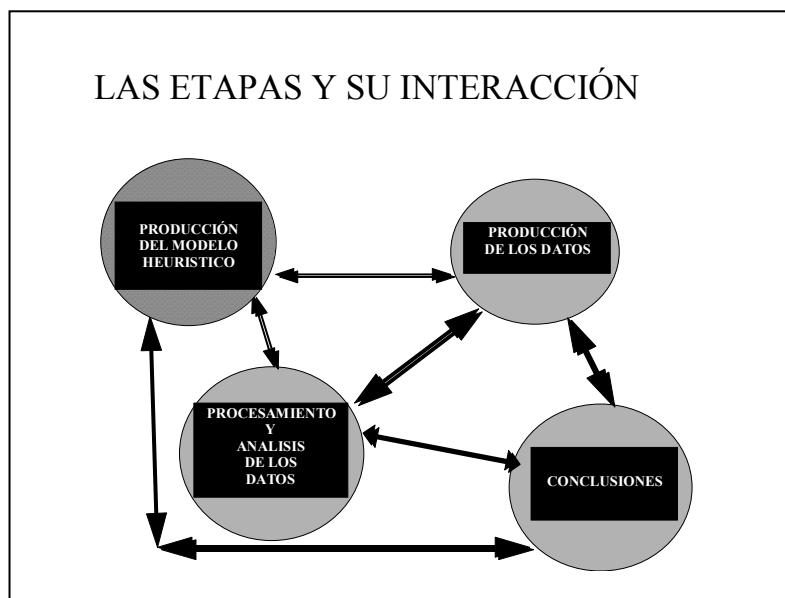 LAS ETAPAS Y SU INTERACCIÓN
PRODUCCIÓN
DEL MODELO
HEURISTICO
PRODUCCIÓN
DE LOS DATOS
PROCESAMIENTO
Y
ANALISIS
DE LOS
DATOS
CONCLUSIONES